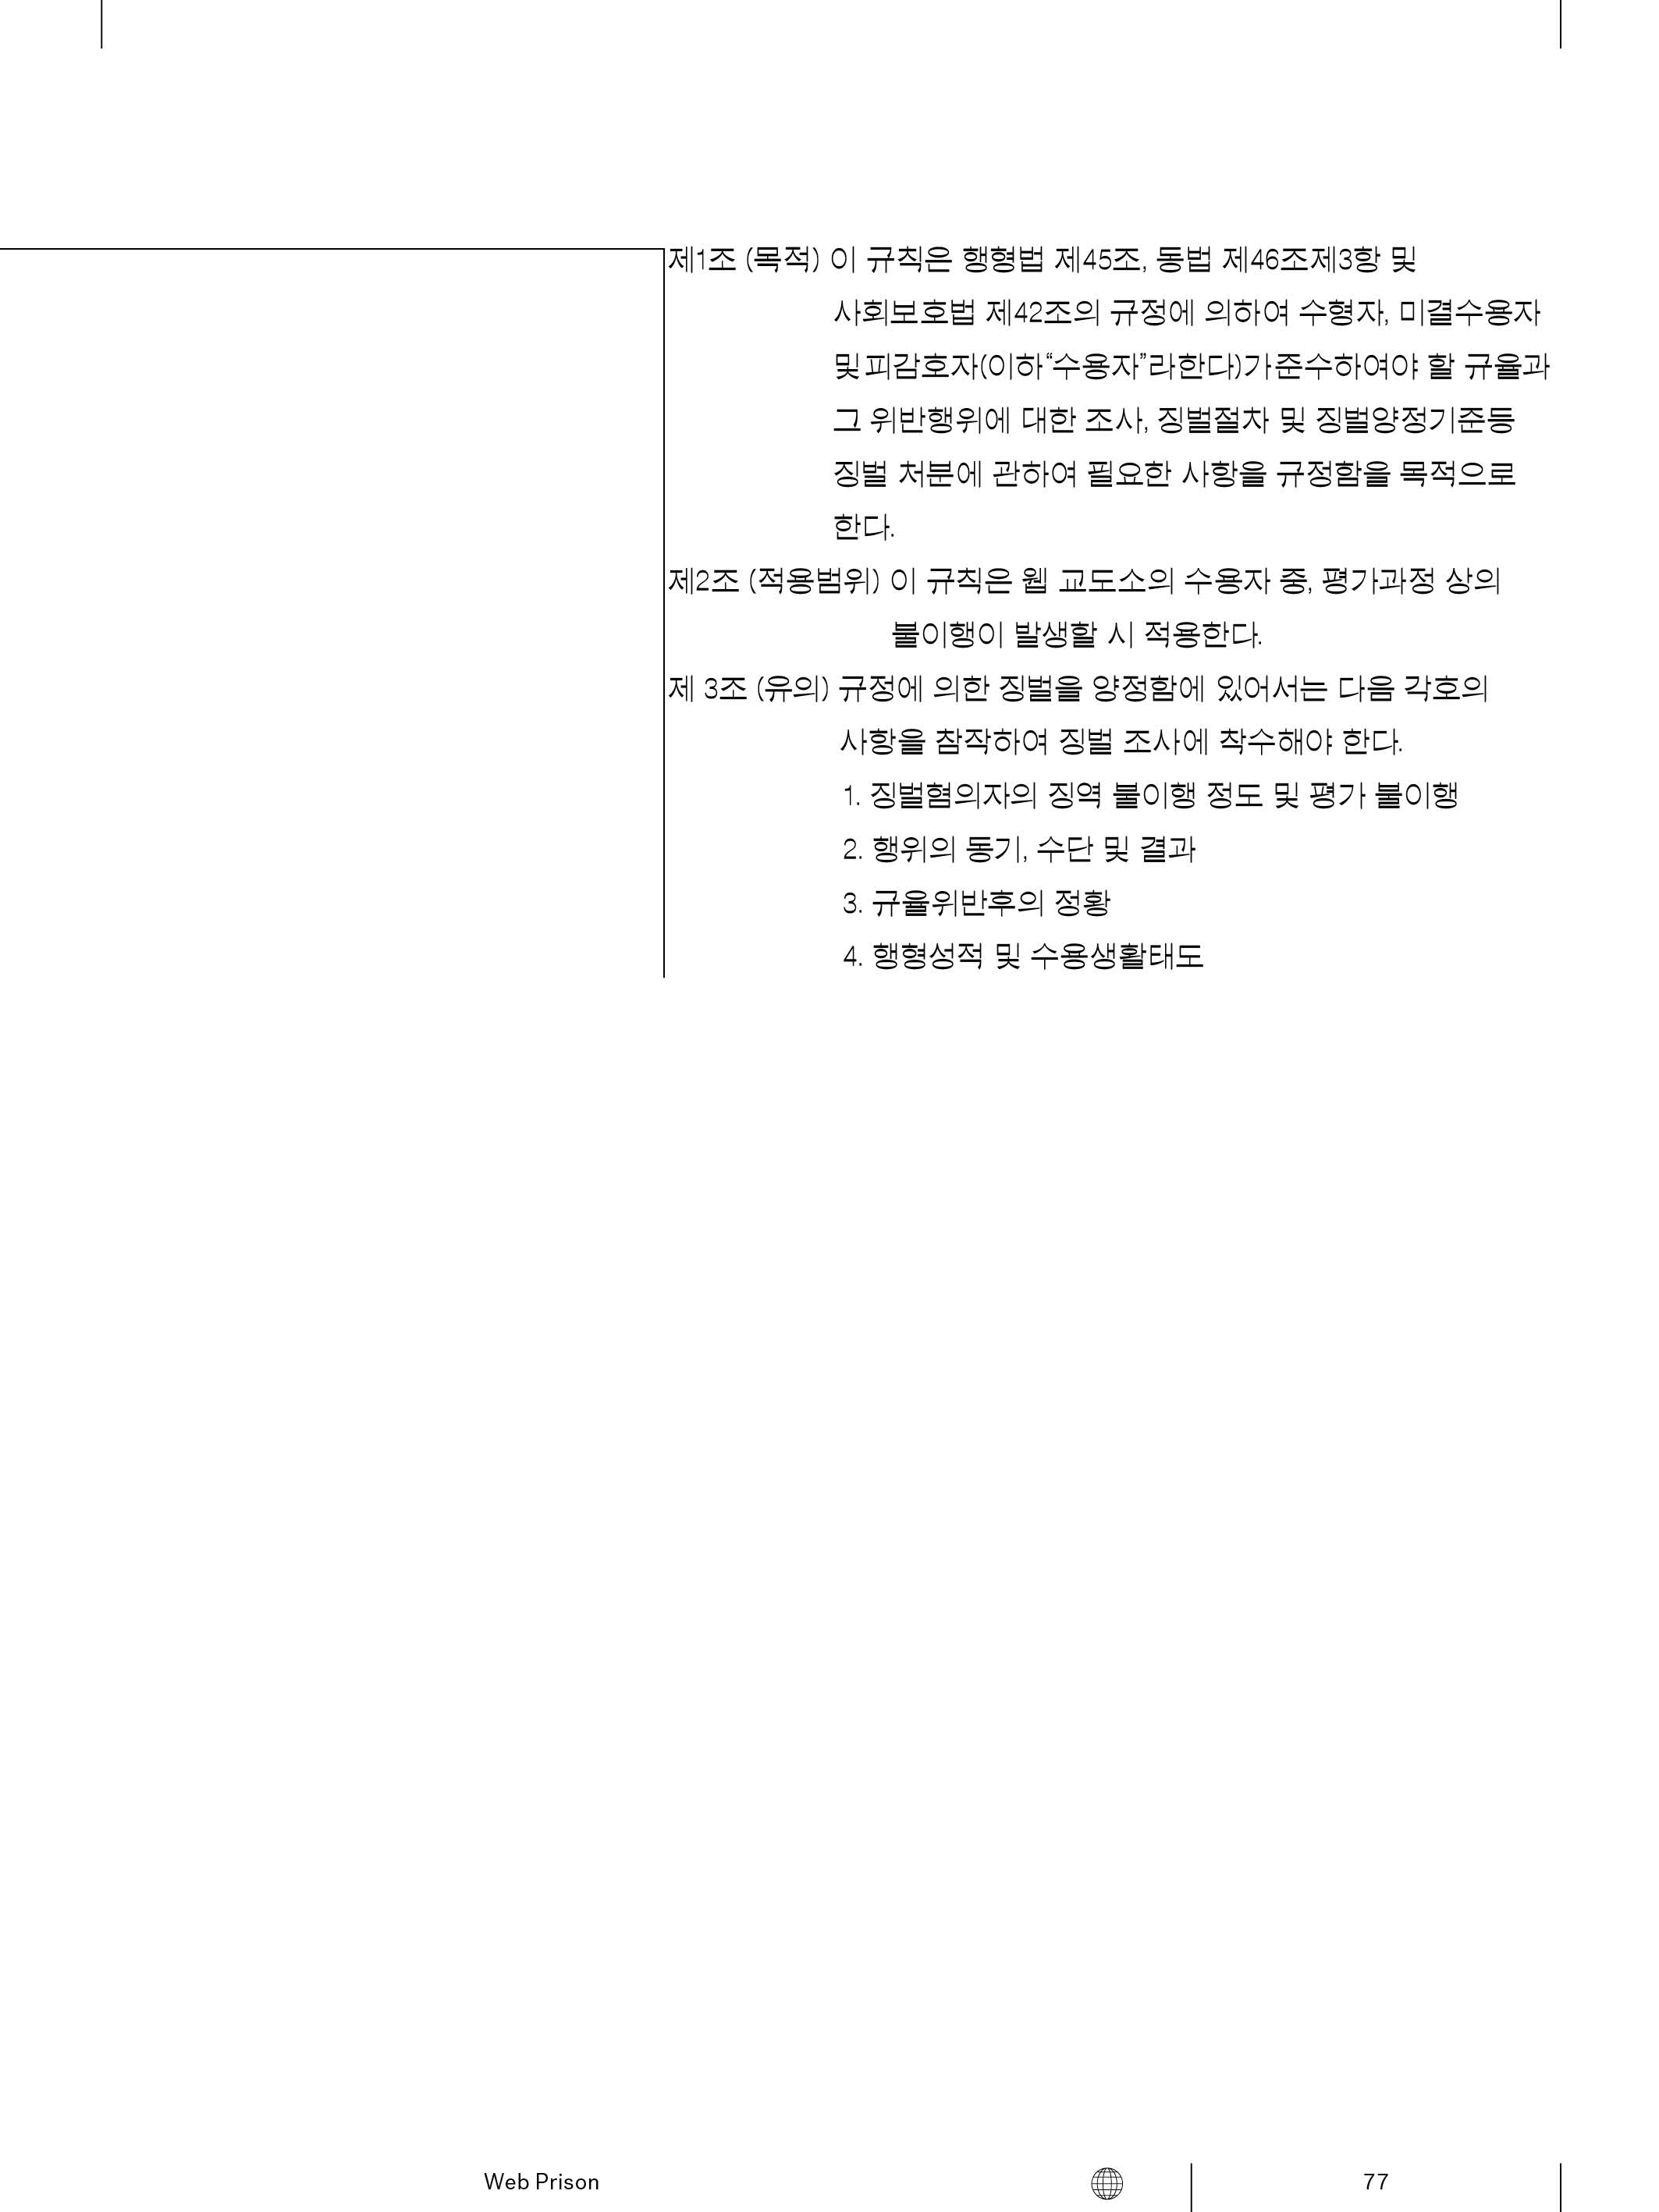 제1조 (목적) 이 규칙은 행형법 제45조, 동법 제46조제3항 및
사회보호법 제42조의 규정에 의하여 수형자, 미결수용자
및 피감호자(이하 “수용자”라한다)가 준수하여야 할 규율과
그 위반행위에 대한 조사, 징벌절차 및 징벌양정기준등
징벌 처분에 관하여 필요한 사항을 규정함을 목적으로
한다.
제2조 (적용범위) 이 규칙은 웹 교도소의 수용자 중, 평가과정 상의
불이행이 발생할 시 적용한다.
제 3조 (유의) 규정에 의한 징벌을 양정함에 있어서는 다음 각호의
사항을 참작하여 징벌 조사에 착수해야 한다.
1. 징벌혐의자의 징역 불이행 정도 및 평가 불이행
2. 행위의 동기, 수단 및 결과
3. 규율위반후의 정황
4. 행형성적 및 수용생활태도
Web Prison 77